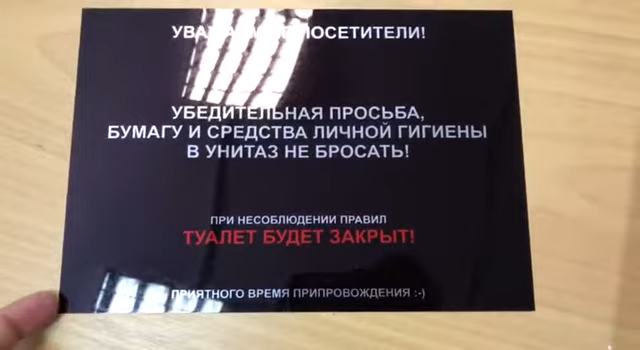 ПОСЕТИТЕЛИ!
УБЕДИТЕЛЬНАЯ ПРОСЬБА,
БУМАГУ И СРЕДСТВА ЛИЧНОЙ ГИГИЕНЫ
В УНИТАЗ НЕ БРОСАТЬ!
ПРИ НЕСОБЛЮДЕНИИ ПРАВИЛ
ТУАЛЕТ БУДЕТ ЗАКРЫТ!
ПРИЯТНОГО ВРЕМЯ ПРИПРОВОЖДЕНИЯ :-)